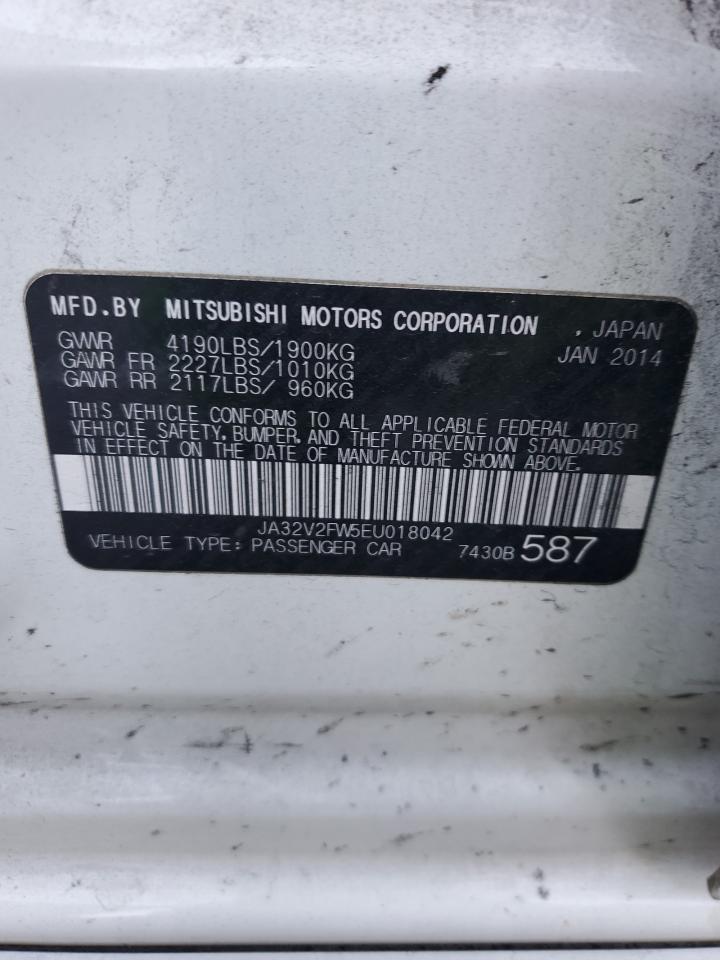 MFD.BY MITSUBISHI MOTORS CORPORATION . JAPAN
GVWR 4190LBS/1900KG JAN 2014
GAWR FR 2227LBS/1010KG
GAWR RR 2117LBS/ 960KG
THIS VEHICLE CONFORMS TO ALL APPLICABLE FEDERAL MOTOR
VEHICLE SAFETY, BUMPER, AND THEFT PREVENTION STANDARDS
IN EFFECT ON THE DATE OF MANUFACTURE SHOWN ABOVE.
JA32V2FW5EU018042
VEHICLE TYPE: PASSENGER CAR 7430B 587